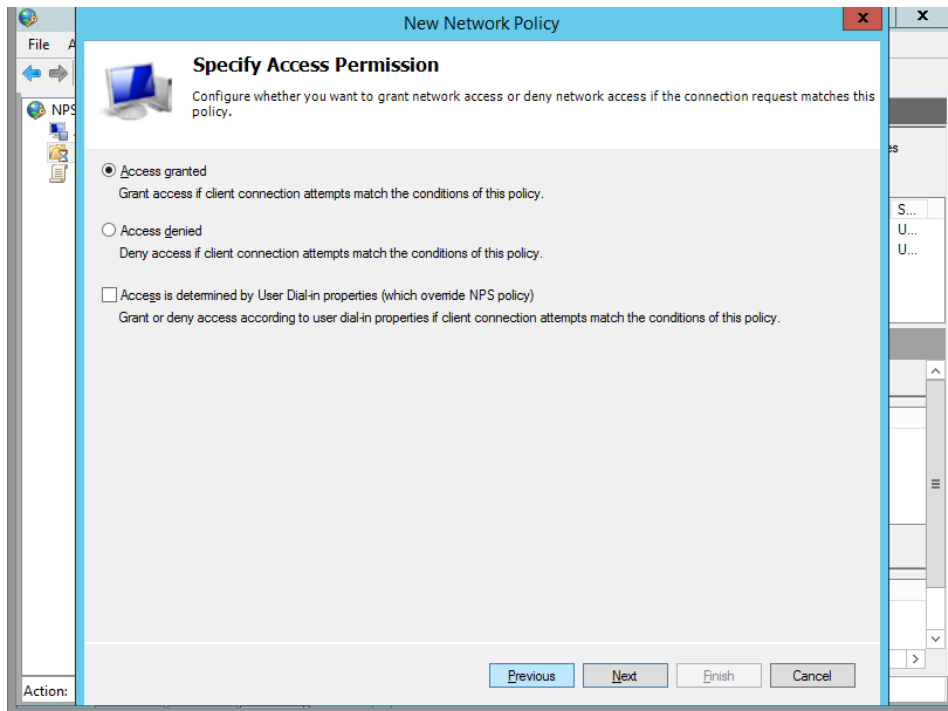 New Network Policy
x
x
File A
Specify Access Permission
Configure whether you want to grant network access or deny network access if the connection request matches this
policy.
NPS
es
Access granted
Grant access if client connection attempts match the conditions of this policy.
S...
Access denied
U...
Deny access if client connection attempts match the conditions of this policy.
U...
Access is determined by User Dial-in properties (which override NPS policy)
Grant or deny access according to user dial-in properties if client connection attempts match the conditions of this policy.
Previous Next Finish Cancel
Action: